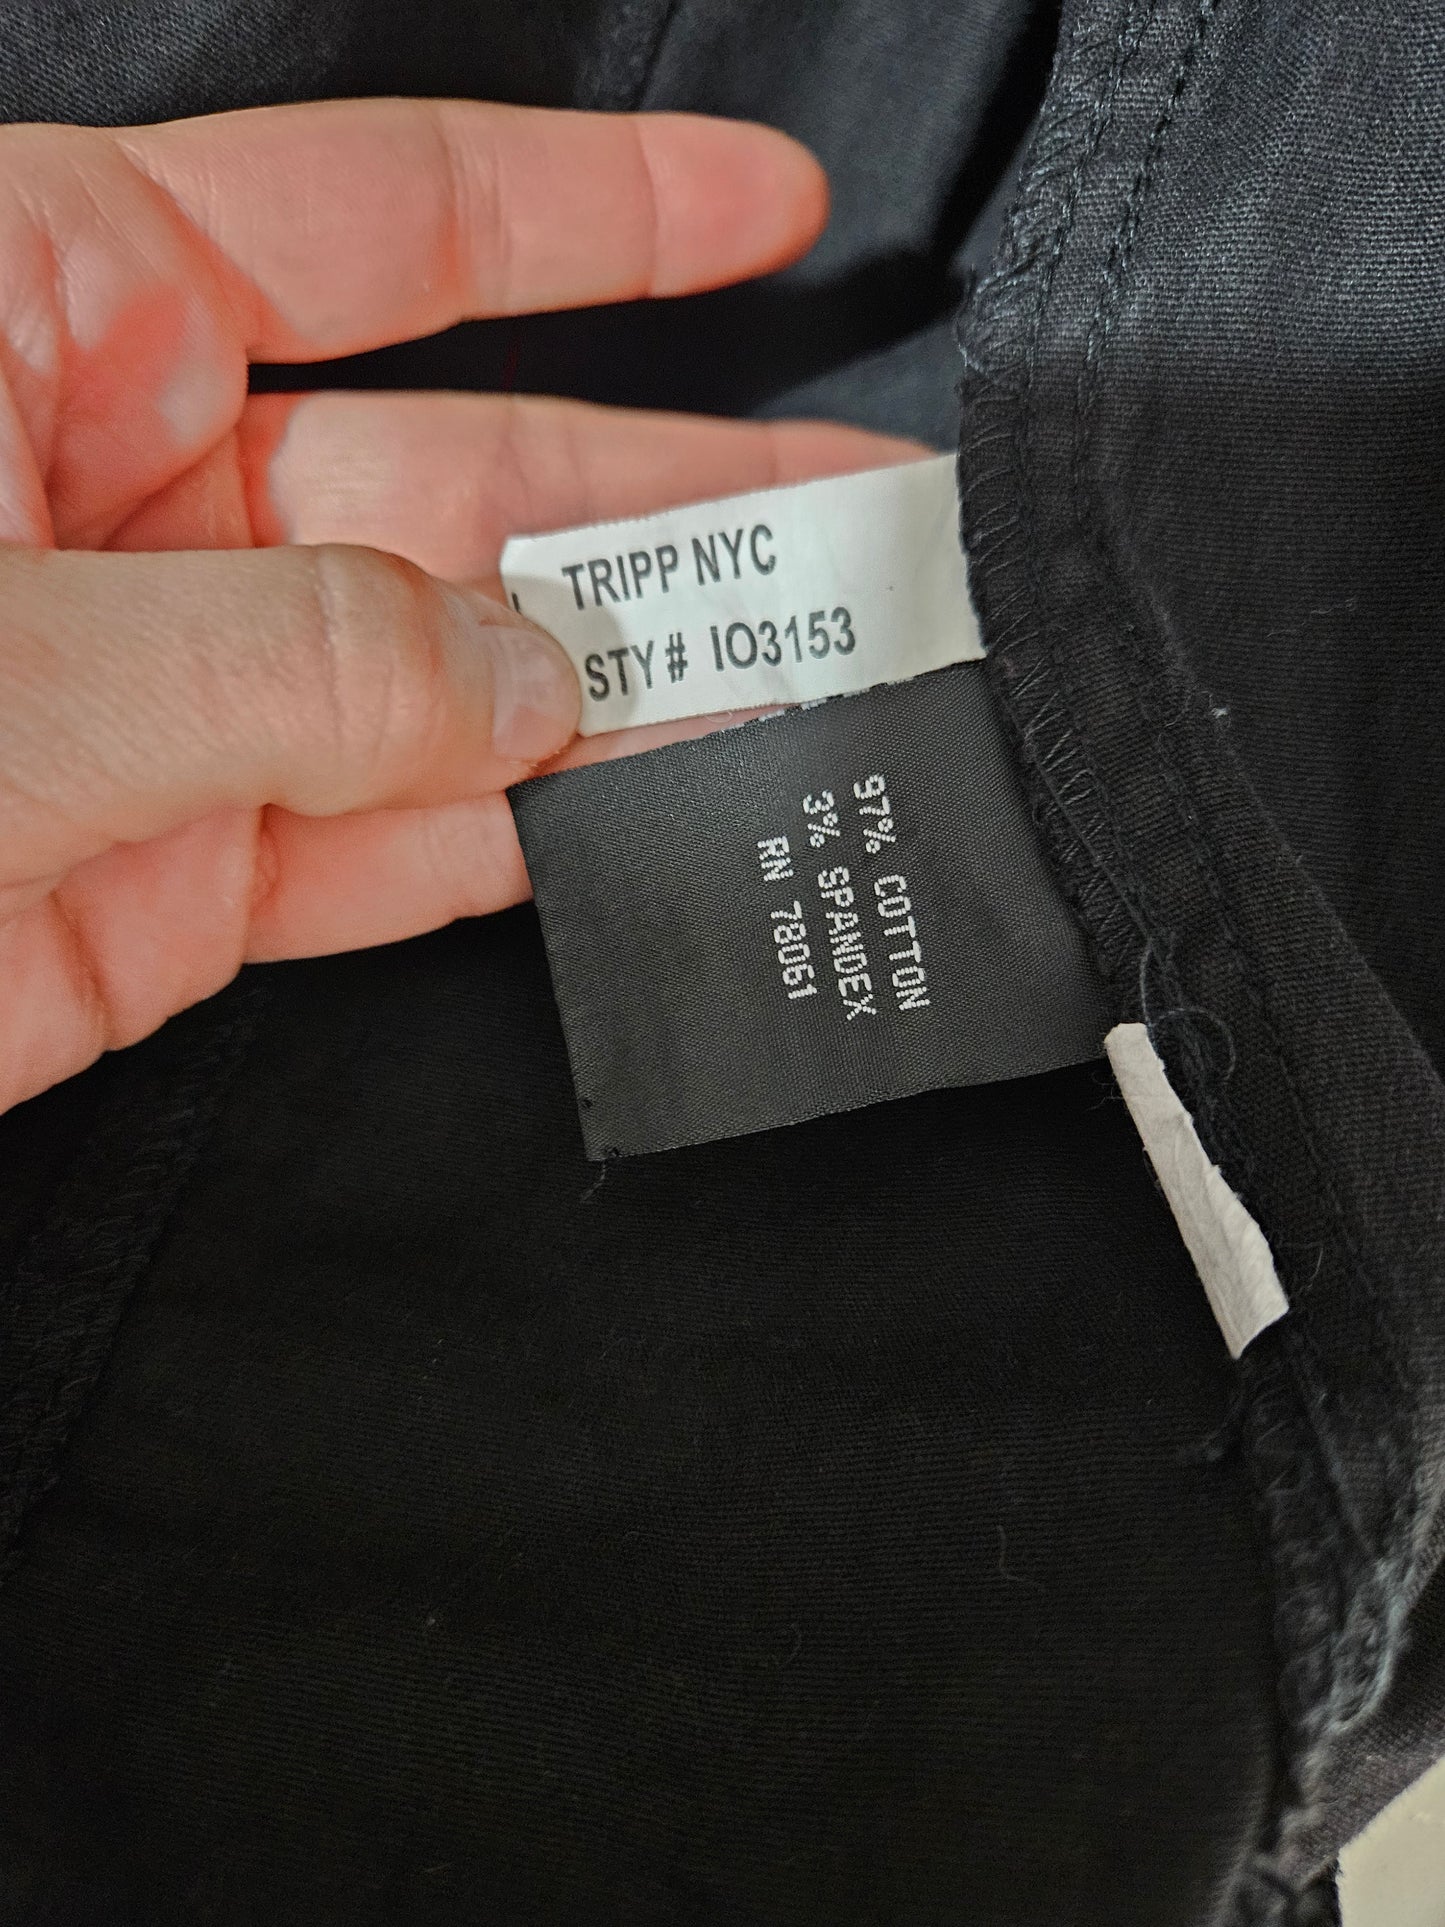 TRIPP NYC
STY# IO3153
97% COTTON
3% SPANDEX
RN 78061